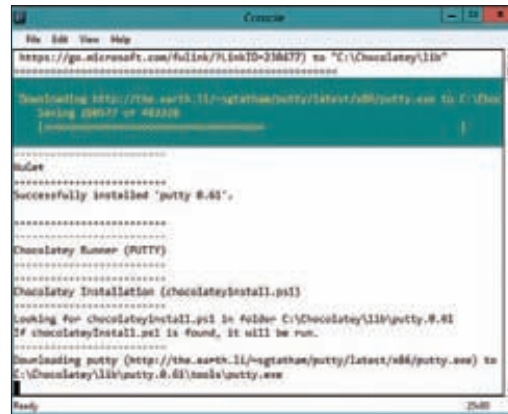 Console
File Edit View Help
https://go.microsoft.com/fwlink/?LinkID=230477) to "C:\Chocolatey\lib"
Downloading http://the.earth.li/~sgtatham/putty/latest/x86/putty.exe to C:\Choc
Saving 280577 of 483328
[ ]
NuGet
Successfully installed 'putty 0.61'.
Chocolatey Runner (PUTTY)
Chocolatey Installation (chocolateyInstall.ps1)
Looking for chocolateyInstall.ps1 in folder C:\Chocolatey\lib\putty.0.61
If chocolateyInstall.ps1 is found, it will be run.
Downloading putty (http://the.earth.li/~sgtatham/putty/latest/x86/putty.exe) to
C:\Chocolatey\lib\putty.0.61\tools\putty.exe
Ready